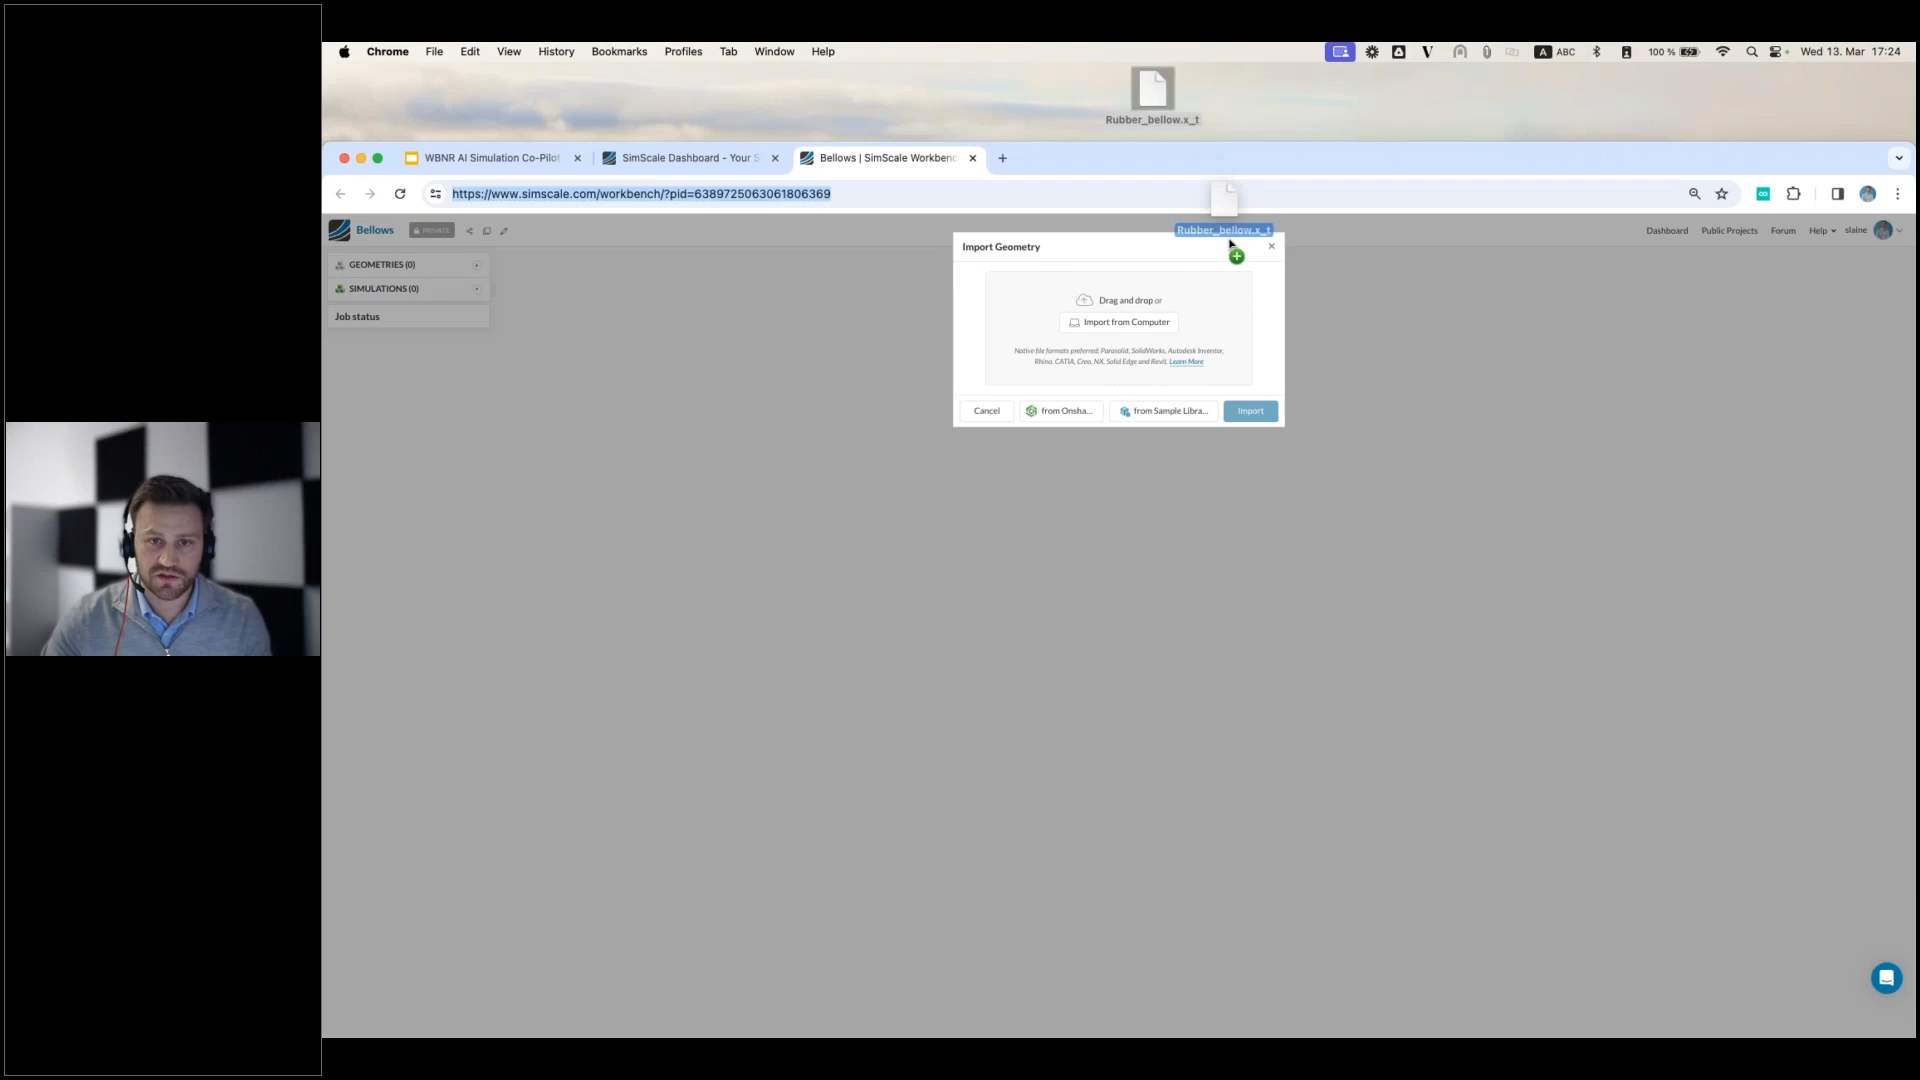 Chrome File Edit View History Bookmarks Profiles Tab Window Help
V A ABC 100 % Wed 13. Mar 17:24
Rubber_bellow.x_t
WBNR AI Simulation Co-Pilot
SimScale Dashboard - Your S
Bellows | SimScale Workbenc
https://www.simscale.com/workbench/?pid=6389725063061806369
Bellows PRIVATE
Rubber_bellow.x_t
Dashboard Public Projects Forum Help slaine
GEOMETRIES (0)
SIMULATIONS (0)
Job status
Import Geometry
Drag and drop or
Import from Computer
Native file formats preferred: Parasolid, SolidWorks, Autodesk Inventor,
Rhino, CATIA, Creo, NX, Solid Edge and Revit. Learn More
Cancel from Onsha... from Sample Libra... Import